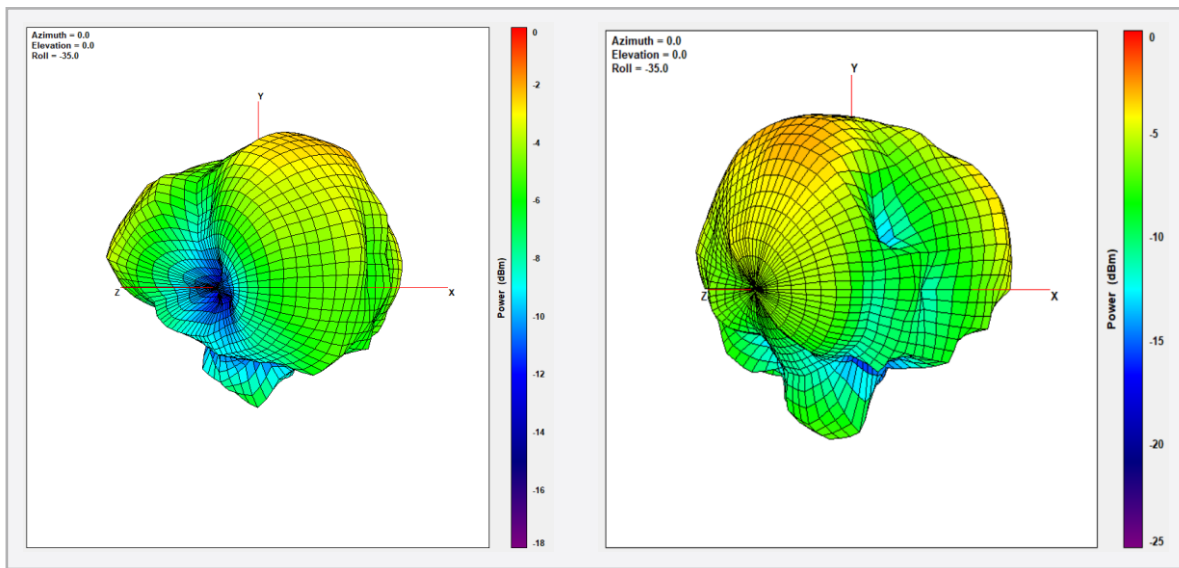 Azimuth = 0.0
Elevation = 0.0
Roll = -35.0
Y
Z
X
0
-2
-4
-6
-8
-10
-12
-14
-16
-18
Power (dBm)
Azimuth = 0.0
Elevation = 0.0
Roll = -35.0
Y
Z
X
0
-5
-10
-15
-20
-25
Power (dBm)